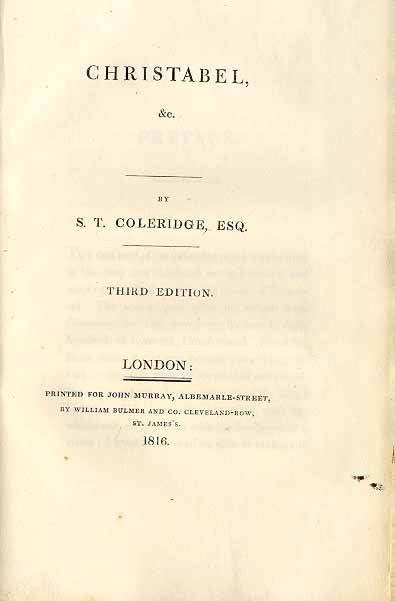 CHRISTABEL,
&c.
BY
S. T. COLERIDGE, ESQ.
THIRD EDITION.
LONDON:
PRINTED FOR JOHN MURRAY, ALBEMARLE-STREET,
BY WILLIAM BULMER AND CO. CLEVELAND-ROW,
ST. JAMES'S.
1816.